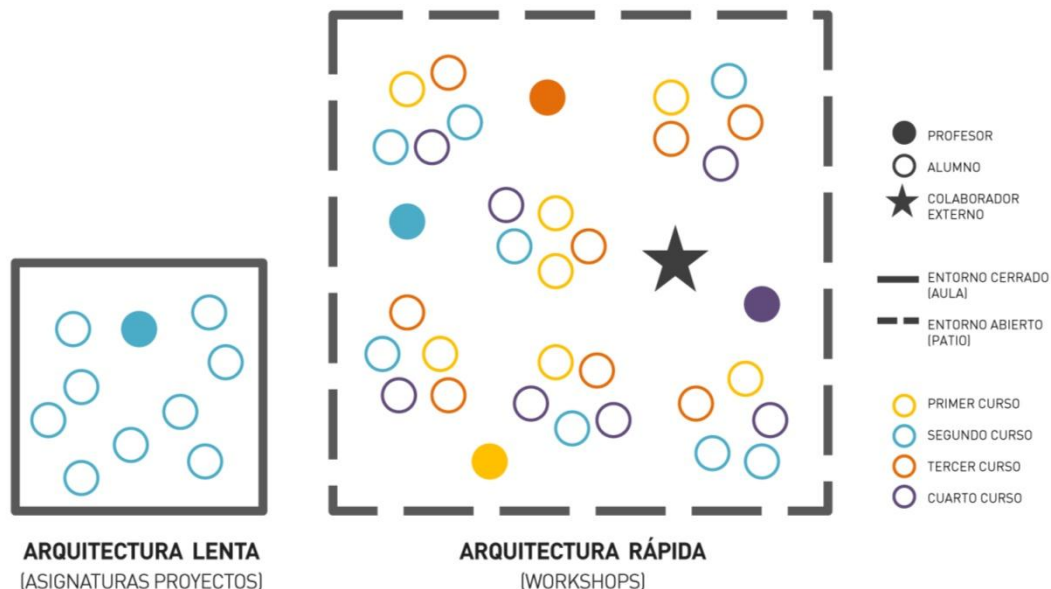 PROFESOR
ALUMNO
COLABORADOR
EXTERNO
ENTORNO CERRADO
(AULA)
ENTORNO ABIERTO
(PATIO)
PRIMER CURSO
SEGUNDO CURSO
TERCER CURSO
CUARTO CURSO
ARQUITECTURA LENTA
(ASIGNATURAS PROYECTOS)
ARQUITECTURA RÁPIDA
(WORKSHOPS)